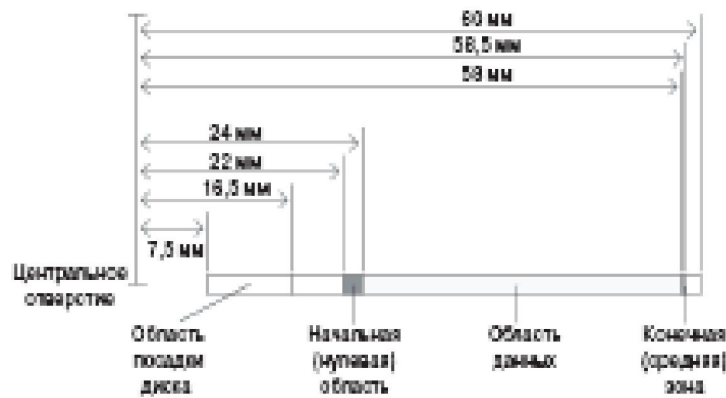 60 мм
58,5 мм
58 мм
24 мм
22 мм
16,5 мм
7,5 мм
Центральное
отверстие
Область
посадки
диска
Начальная
(нулевая)
область
Область
данных
Конечная
(средняя)
зона